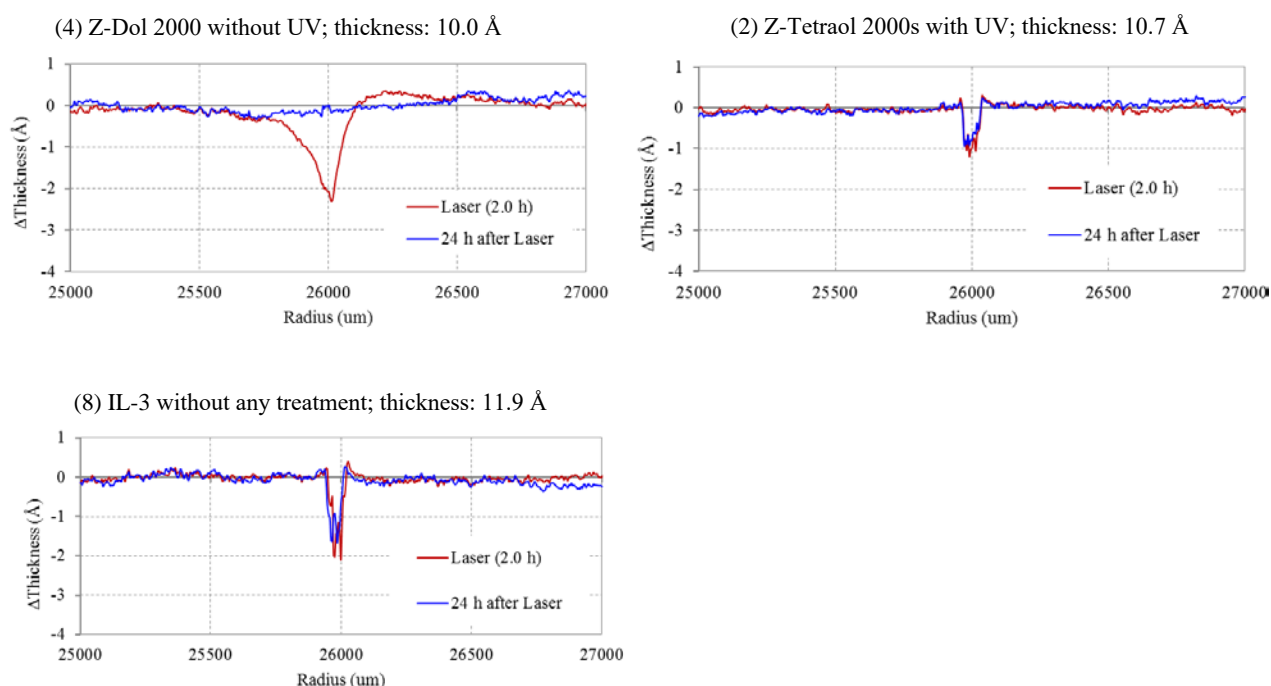 (4) Z-Dol 2000 without UV; thickness: 10.0 Å
1
0
-1
-2
-3
-4
ΔThickness (Å)
Laser (2.0 h)
24 h after Laser
25000 25500 26000 26500 27000
Radius (um)
(2) Z-Tetraol 2000s with UV; thickness: 10.7 Å
1
0
-1
-2
-3
-4
ΔThickness (Å)
Laser (2.0 h)
24 h after Laser
25000 25500 26000 26500 27000
Radius (um)
(8) IL-3 without any treatment; thickness: 11.9 Å
1
0
-1
-2
-3
-4
ΔThickness (Å)
Laser (2.0 h)
24 h after Laser
25000 25500 26000 26500 27000
Radius (um)